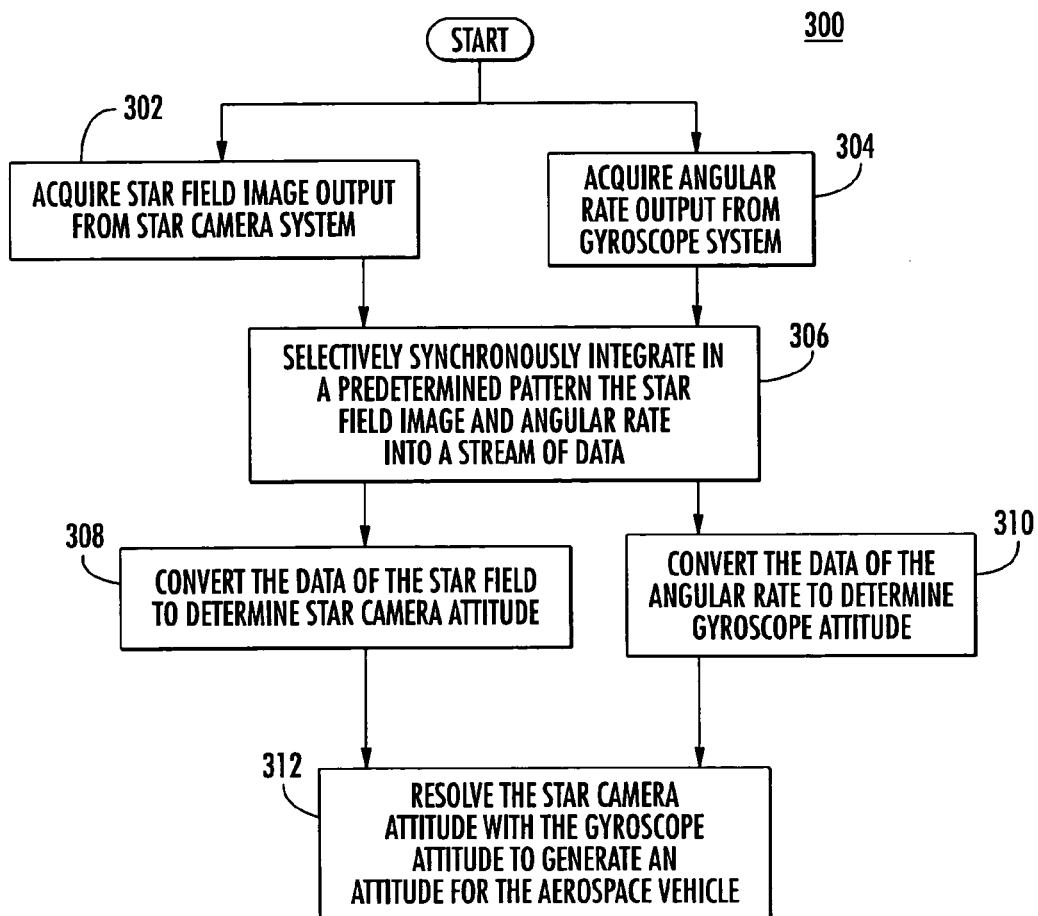 START
300
302
ACQUIRE STAR FIELD IMAGE OUTPUT
FROM STAR CAMERA SYSTEM
304
ACQUIRE ANGULAR
RATE OUTPUT FROM
GYROSCOPE SYSTEM
306
SELECTIVELY SYNCHRONOUSLY INTEGRATE IN
A PREDETERMINED PATTERN THE STAR
FIELD IMAGE AND ANGULAR RATE
INTO A STREAM OF DATA
308
CONVERT THE DATA OF THE STAR FIELD
TO DETERMINE STAR CAMERA ATTITUDE
310
CONVERT THE DATA OF THE
ANGULAR RATE TO DETERMINE
GYROSCOPE ATTITUDE
312
RESOLVE THE STAR CAMERA
ATTITUDE WITH THE GYROSCOPE
ATTITUDE TO GENERATE AN
ATTITUDE FOR THE AEROSPACE VEHICLE